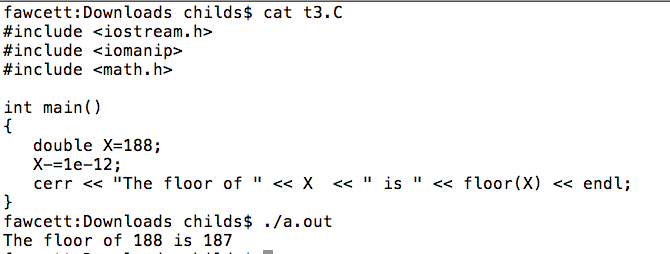 fawcett:Downloads childs$ cat t3.C
#include <iostream.h>
#include <iomanip>
#include <math.h>
int main()
{
   double X=188;
   X-=1e-12;
   cerr << "The floor of " << X  << " is " << floor(X) << endl;
}
fawcett:Downloads childs$ ./a.out
The floor of 188 is 187